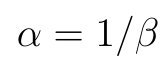 α = 1/β